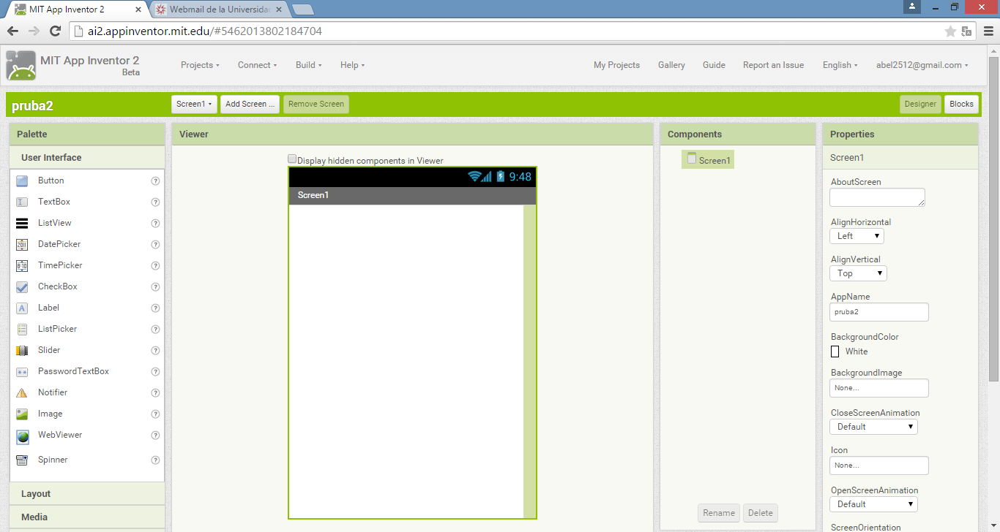 MIT App Inventor 2
Webmail de la Universida
ai2.appinventor.mit.edu/#5462013802184704
MIT App Inventor 2
Beta
Projects
Connect
Build
Help
My Projects
Gallery
Guide
Report an Issue
English
abel2512@gmail.com
pruba2
Screen1
Add Screen ...
Remove Screen
Designer
Blocks
Palette
User Interface
Button
TextBox
ListView
DatePicker
TimePicker
CheckBox
Label
ListPicker
Slider
PasswordTextBox
Notifier
Image
WebViewer
Spinner
Layout
Media
Viewer
Display hidden components in Viewer
9:48
Screen1
Components
Screen1
Rename
Delete
Properties
Screen1
AboutScreen
AlignHorizontal
Left
AlignVertical
Top
AppName
pruba2
BackgroundColor
White
BackgroundImage
None...
CloseScreenAnimation
Default
Icon
None...
OpenScreenAnimation
Default
ScreenOrientation